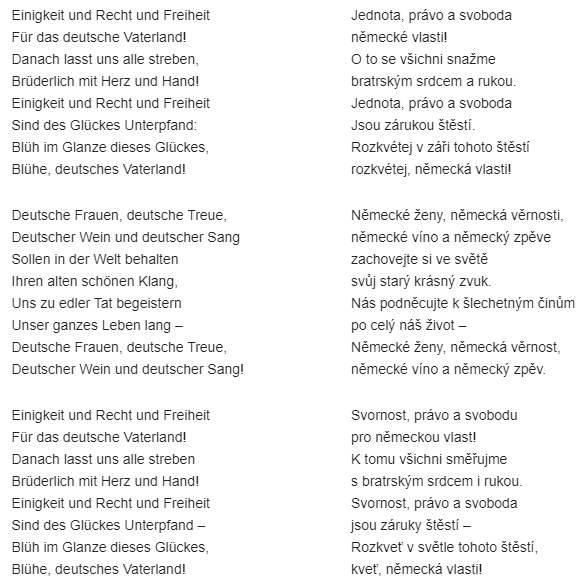 Einigkeit und Recht und Freiheit
Für das deutsche Vaterland!
Danach lasst uns alle streben,
Brüderlich mit Herz und Hand!
Einigkeit und Recht und Freiheit
Sind des Glückes Unterpfand:
Blüh im Glanze dieses Glückes,
Blühe, deutsches Vaterland!

Deutsche Frauen, deutsche Treue,
Deutscher Wein und deutscher Sang
Sollen in der Welt behalten
Ihren alten schönen Klang,
Uns zu edler Tat begeistern
Unser ganzes Leben lang –
Deutsche Frauen, deutsche Treue,
Deutscher Wein und deutscher Sang!

Einigkeit und Recht und Freiheit
Für das deutsche Vaterland!
Danach lasst uns alle streben
Brüderlich mit Herz und Hand!
Einigkeit und Recht und Freiheit
Sind des Glückes Unterpfand –
Blüh im Glanze dieses Glückes,
Blühe, deutsches Vaterland!

Jednota, právo a svoboda
německé vlasti!
O to se všichni snažme
bratrským srdcem a rukou.
Jednota, právo a svoboda
Jsou zárukou štěstí.
Rozkvétej v záři tohoto štěstí
rozkvétej, německá vlasti!

Německé ženy, německá věrnosti,
německé víno a německý zpěve
zachovejte si ve světě
svůj starý krásný zvuk.
Nás podněcujte k šlechetným činům
po celý náš život –
Německé ženy, německá věrnost,
německé víno a německý zpěv.

Svornost, právo a svobodu
pro německou vlast!
K tomu všichni směřujme
s bratrským srdcem i rukou.
Svornost, právo a svoboda
jsou záruky štěstí –
Rozkveť v světle tohoto štěstí,
kveť, německá vlasti!